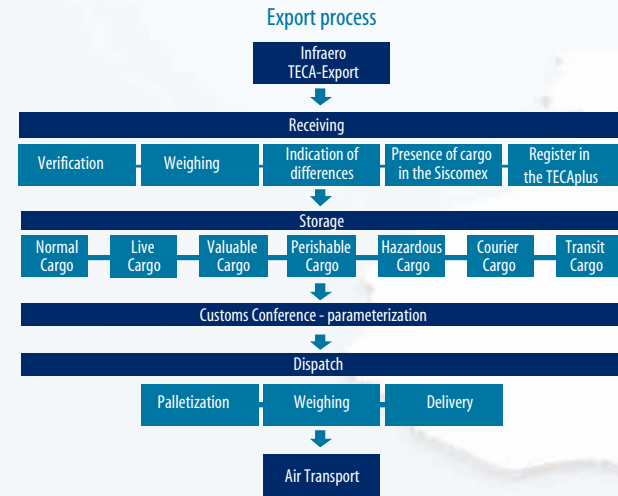 Export process
Infraero
TECA-Export
Receiving
Verification
Weighing
Indication of
differences
Presence of cargo
in the Siscomex
Register in
the TECAplus
Storage
Normal
Cargo
Live
Cargo
Valuable
Cargo
Perishable
Cargo
Hazardous
Cargo
Courier
Cargo
Transit
Cargo
Customs Conference - parameterization
Dispatch
Palletization
Weighing
Delivery
Air Transport